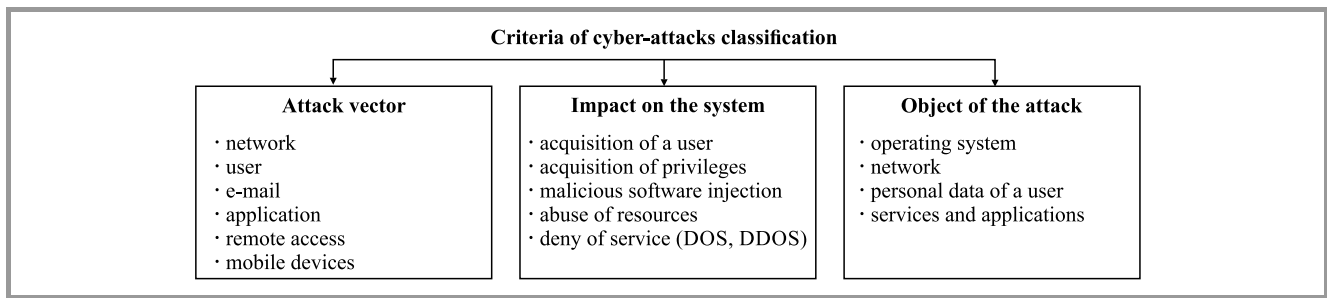 Criteria of cyber-attacks classification
Attack vector
· network
· user
· e-mail
· application
· remote access
· mobile devices
Impact on the system
· acquisition of a user
· acquisition of privileges
· malicious software injection
· abuse of resources
· deny of service (DOS, DDOS)
Object of the attack
· operating system
· network
· personal data of a user
· services and applications